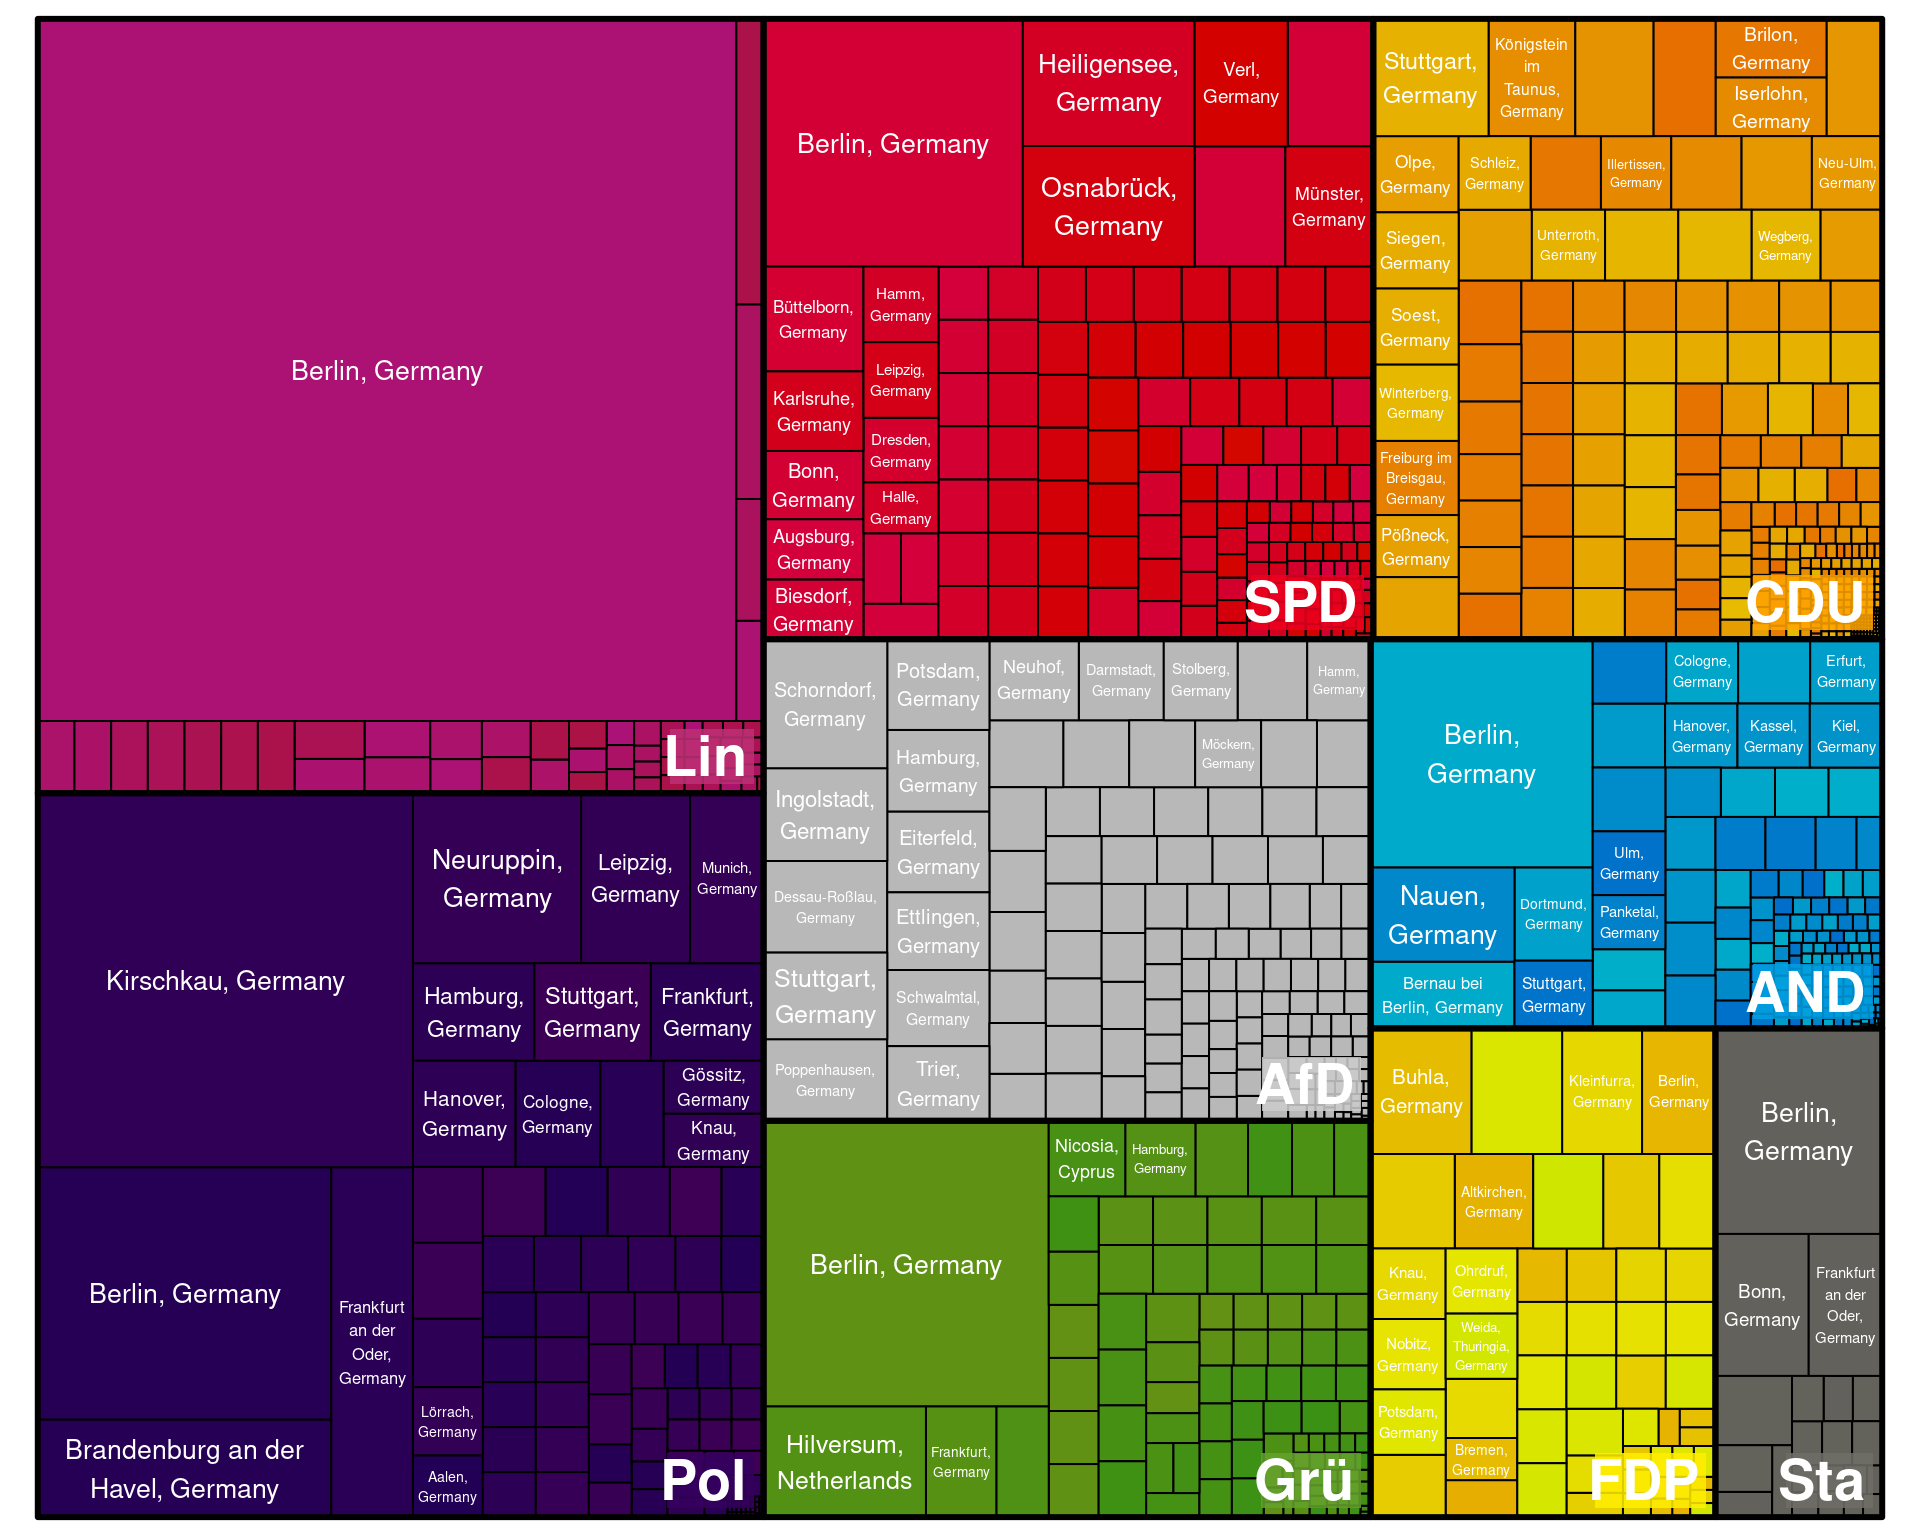 Berlin, Germany
Lin
Kirschkau, Germany
Neuruppin,
Germany
Leipzig,
Germany
Munich,
Germany
Hamburg,
Germany
Stuttgart,
Germany
Frankfurt,
Germany
Hanover,
Germany
Cologne,
Germany
Gössitz,
Germany
Knau,
Germany
Berlin, Germany
Frankfurt
an der
Oder,
Germany
Brandenburg an der
Havel, Germany
Lörrach,
Germany
Aalen,
Germany
Pol
Berlin, Germany
Heiligensee,
Germany
Verl,
Germany
Osnabrück,
Germany
Münster,
Germany
Büttelborn,
Germany
Hamm,
Germany
Karlsruhe,
Germany
Leipzig,
Germany
Dresden,
Germany
Bonn,
Germany
Halle,
Germany
Augsburg,
Germany
Biesdorf,
Germany
SPD
Stuttgart,
Germany
Königstein
im
Taunus,
Germany
Brilon,
Germany
Iserlohn,
Germany
Olpe,
Germany
Schleiz,
Germany
Illertissen,
Germany
Neu-Ulm,
Germany
Siegen,
Germany
Unterroth,
Germany
Wegberg,
Germany
Soest,
Germany
Winterberg,
Germany
Freiburg im
Breisgau,
Germany
Pößneck,
Germany
CDU
Schorndorf,
Germany
Potsdam,
Germany
Neuhof,
Germany
Darmstadt,
Germany
Stolberg,
Germany
Hamm,
Germany
Hamburg,
Germany
Möckern,
Germany
Ingolstadt,
Germany
Eiterfeld,
Germany
Dessau-Roßlau,
Germany
Ettlingen,
Germany
Stuttgart,
Germany
Schwalmtal,
Germany
Poppenhausen,
Germany
Trier,
Germany
AfD
Berlin,
Germany
Cologne,
Germany
Erfurt,
Germany
Hanover,
Germany
Kassel,
Germany
Kiel,
Germany
Ulm,
Germany
Nauen,
Germany
Dortmund,
Germany
Panketal,
Germany
Bernau bei
Berlin, Germany
Stuttgart,
Germany
AND
Nicosia,
Cyprus
Hamburg,
Germany
Berlin, Germany
Hilversum,
Netherlands
Frankfurt,
Germany
Grü
Buhla,
Germany
Kleinfurra,
Germany
Berlin,
Germany
Altkirchen,
Germany
Knau,
Germany
Ohrdruf,
Germany
Nobitz,
Germany
Weida,
Thuringia,
Germany
Potsdam,
Germany
Bremen,
Germany
FDP
Berlin,
Germany
Bonn,
Germany
Frankfurt
an der
Oder,
Germany
Sta